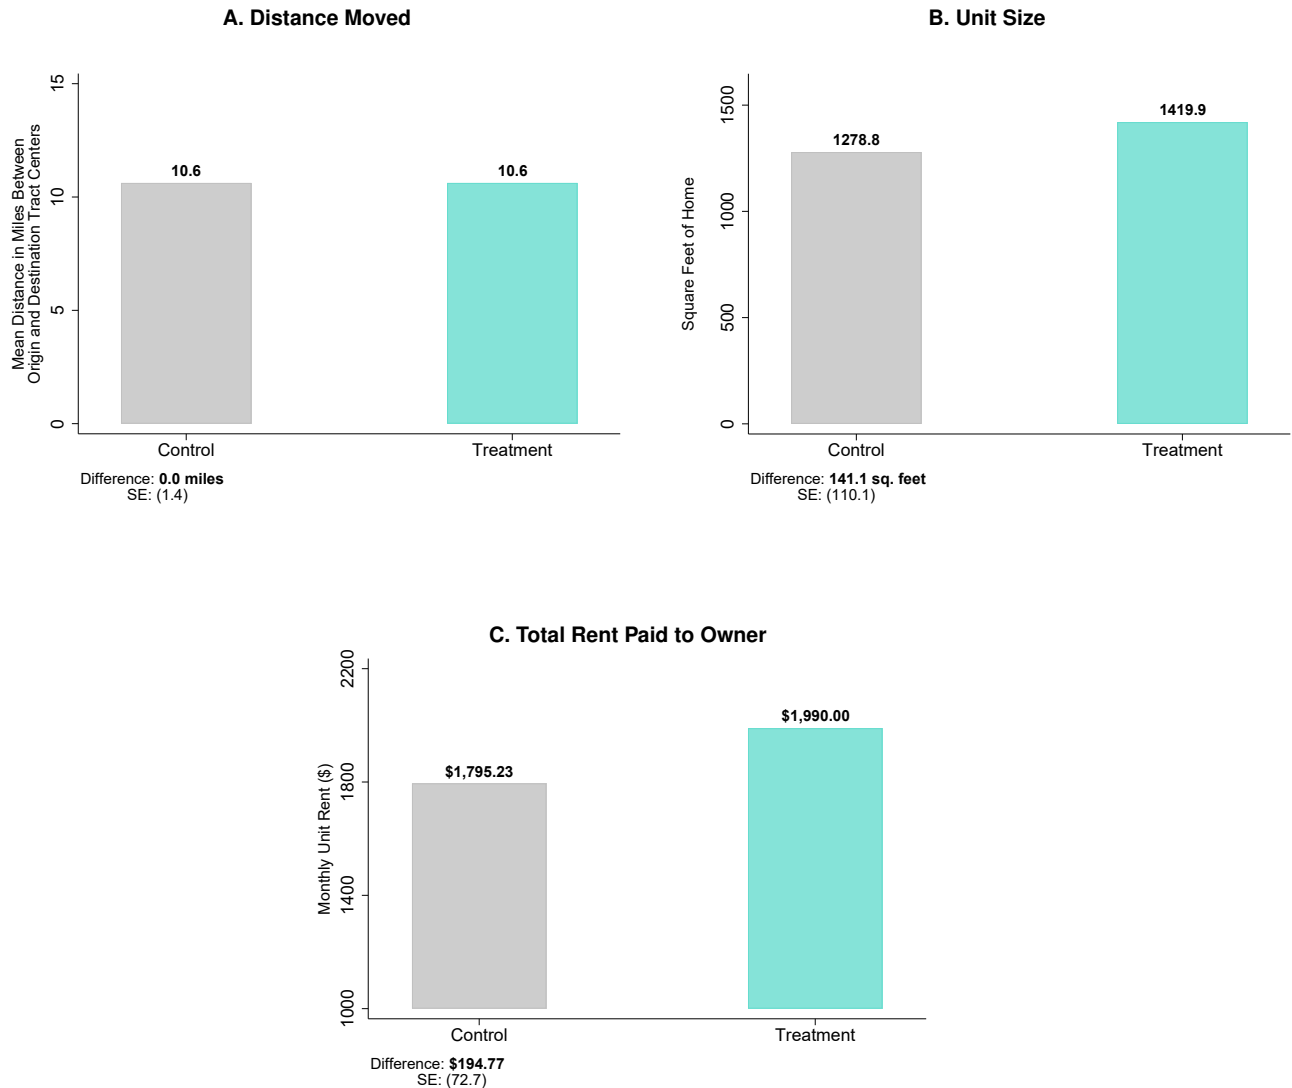 A. Distance Moved
Mean Distance in Miles Between
Origin and Destination Tract Centers
15
10
5
0
10.6
10.6
Control
Treatment
Difference: 0.0 miles
SE: (1.4)
B. Unit Size
Square Feet of Home
1500
1000
500
0
1278.8
1419.9
Control
Treatment
Difference: 141.1 sq. feet
SE: (110.1)
C. Total Rent Paid to Owner
Monthly Unit Rent ($)
2200
1800
1400
1000
$1,795.23
$1,990.00
Control
Treatment
Difference: $194.77
SE: (72.7)